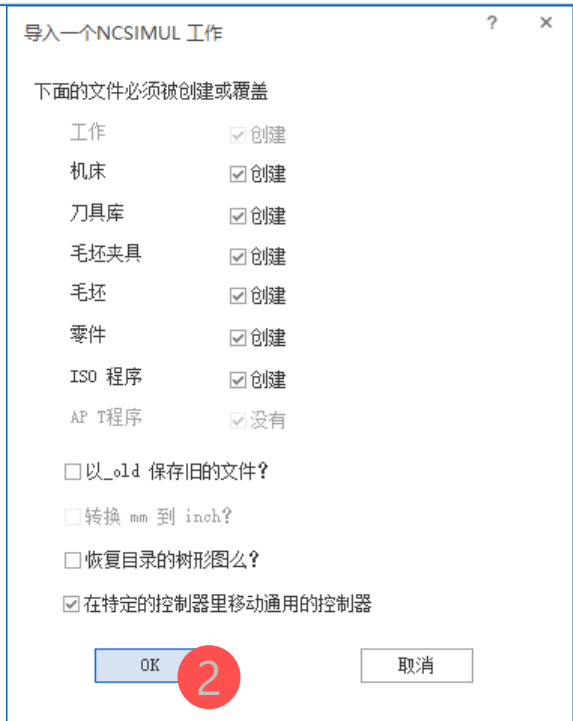 导入一个NCSIMUL 工作 ? ×
下面的文件必须被创建或覆盖
工作 创建
机床 创建
刀具库 创建
毛坯夹具 创建
毛坯 创建
零件 创建
ISO 程序 创建
AP T程序 没有
以_old 保存旧的文件?
转换 mm 到 inch?
恢复目录的树形图么?
在特定的控制器里移动通用的控制器
OK 2 取消